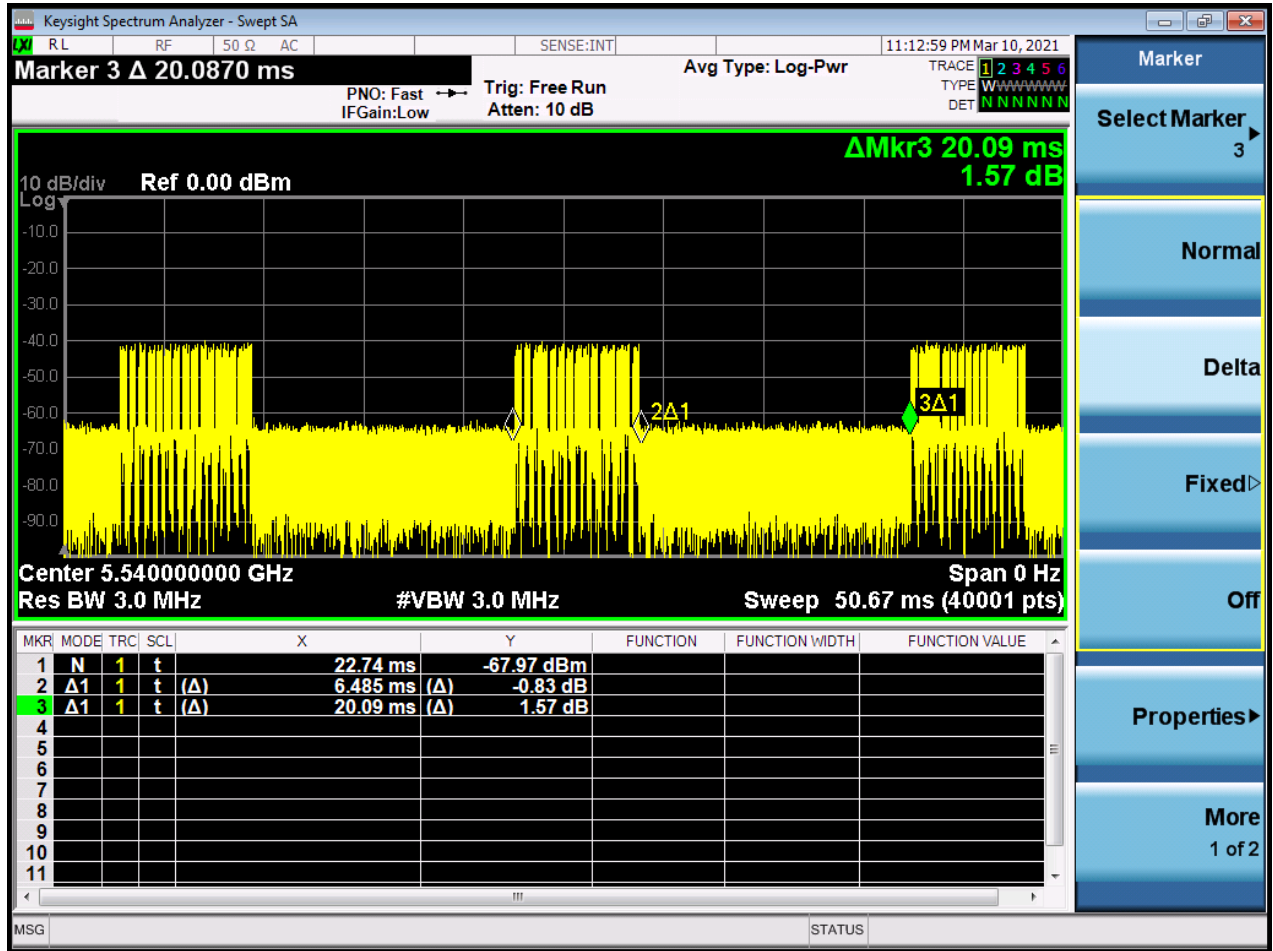 Keysight Spectrum Analyzer - Swept SA
LXI RL RF 50 Ω AC SENSE:INT 11:12:59 PM Mar 10, 2021
Marker 3 Δ 20.0870 ms
PNO: Fast
IFGain:Low
Trig: Free Run
Atten: 10 dB
Avg Type: Log-Pwr
TRACE 1 2 3 4 5 6
TYPE WWWWWW
DET N N N N N N
ΔMkr3 20.09 ms
1.57 dB
10 dB/div Ref 0.00 dBm
Log
-10.0
-20.0
-30.0
-40.0
-50.0
-60.0
-70.0
-80.0
-90.0
2Δ1
3Δ1
Center 5.540000000 GHz Span 0 Hz
Res BW 3.0 MHz #VBW 3.0 MHz Sweep 50.67 ms (40001 pts)
MKR MODE TRC SCL X Y FUNCTION FUNCTION WIDTH FUNCTION VALUE
1 N 1 t 22.74 ms -67.97 dBm
2 Δ1 1 t (Δ) 6.485 ms (Δ) -0.83 dB
3 Δ1 1 t (Δ) 20.09 ms (Δ) 1.57 dB
4
5
6
7
8
9
10
11
MSG STATUS
Marker
Select Marker
3
Normal
Delta
Fixed
Off
Properties
More
1 of 2